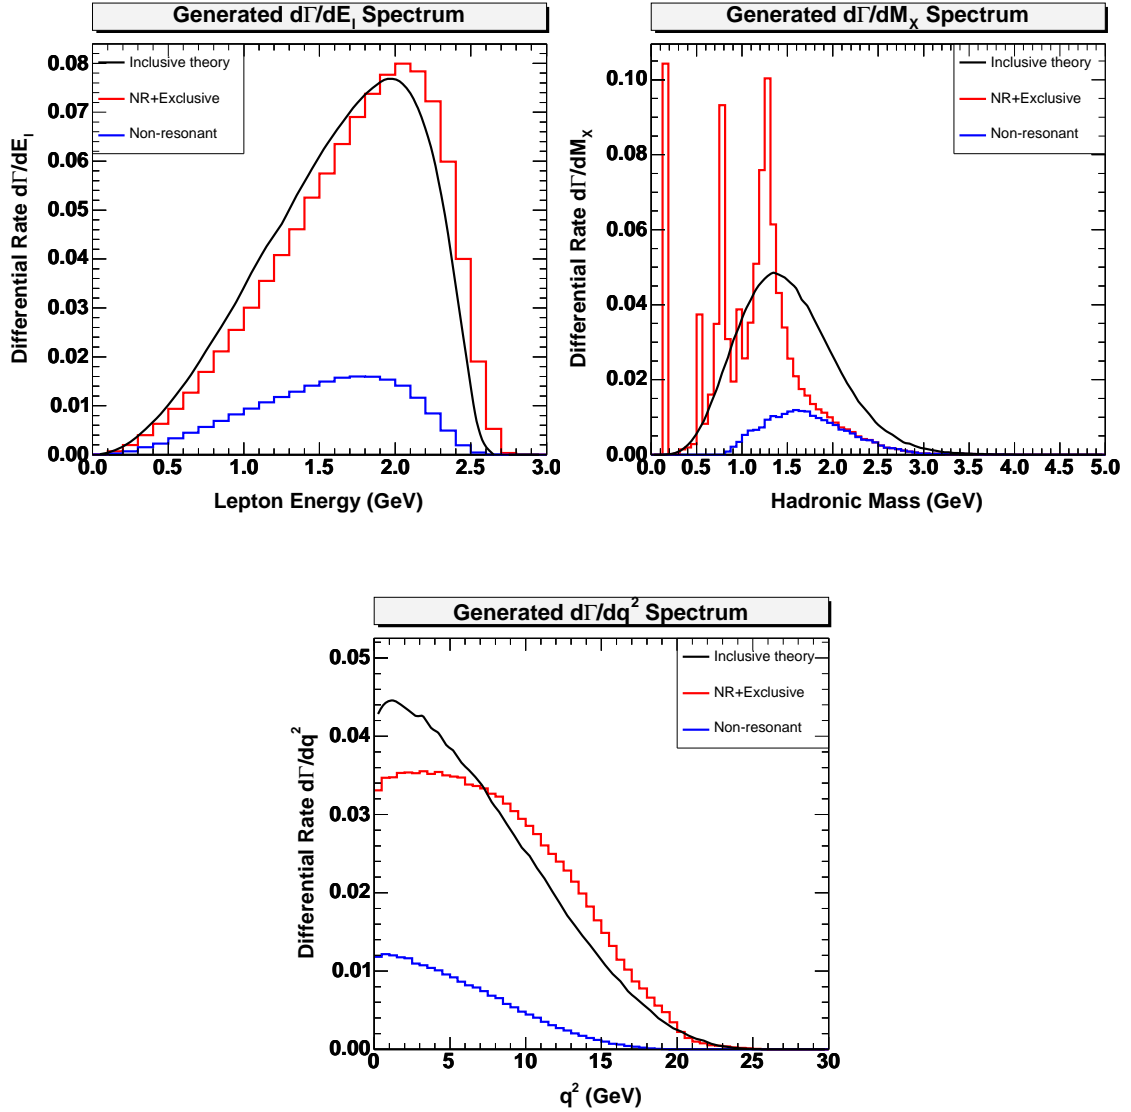 Generated dΓ/dE_l Spectrum
Inclusive theory
NR+Exclusive
Non-resonant
Differential Rate dΓ/dE_l
0.08
0.07
0.06
0.05
0.04
0.03
0.02
0.01
0.00
0.0 0.5 1.0 1.5 2.0 2.5 3.0
Lepton Energy (GeV)
Generated dΓ/dM_X Spectrum
Inclusive theory
NR+Exclusive
Non-resonant
Differential Rate dΓ/dM_X
0.10
0.08
0.06
0.04
0.02
0.00
0.0 0.5 1.0 1.5 2.0 2.5 3.0 3.5 4.0 4.5 5.0
Hadronic Mass (GeV)
Generated dΓ/dq² Spectrum
Inclusive theory
NR+Exclusive
Non-resonant
Differential Rate dΓ/dq²
0.05
0.04
0.03
0.02
0.01
0.00
0 5 10 15 20 25 30
q² (GeV)